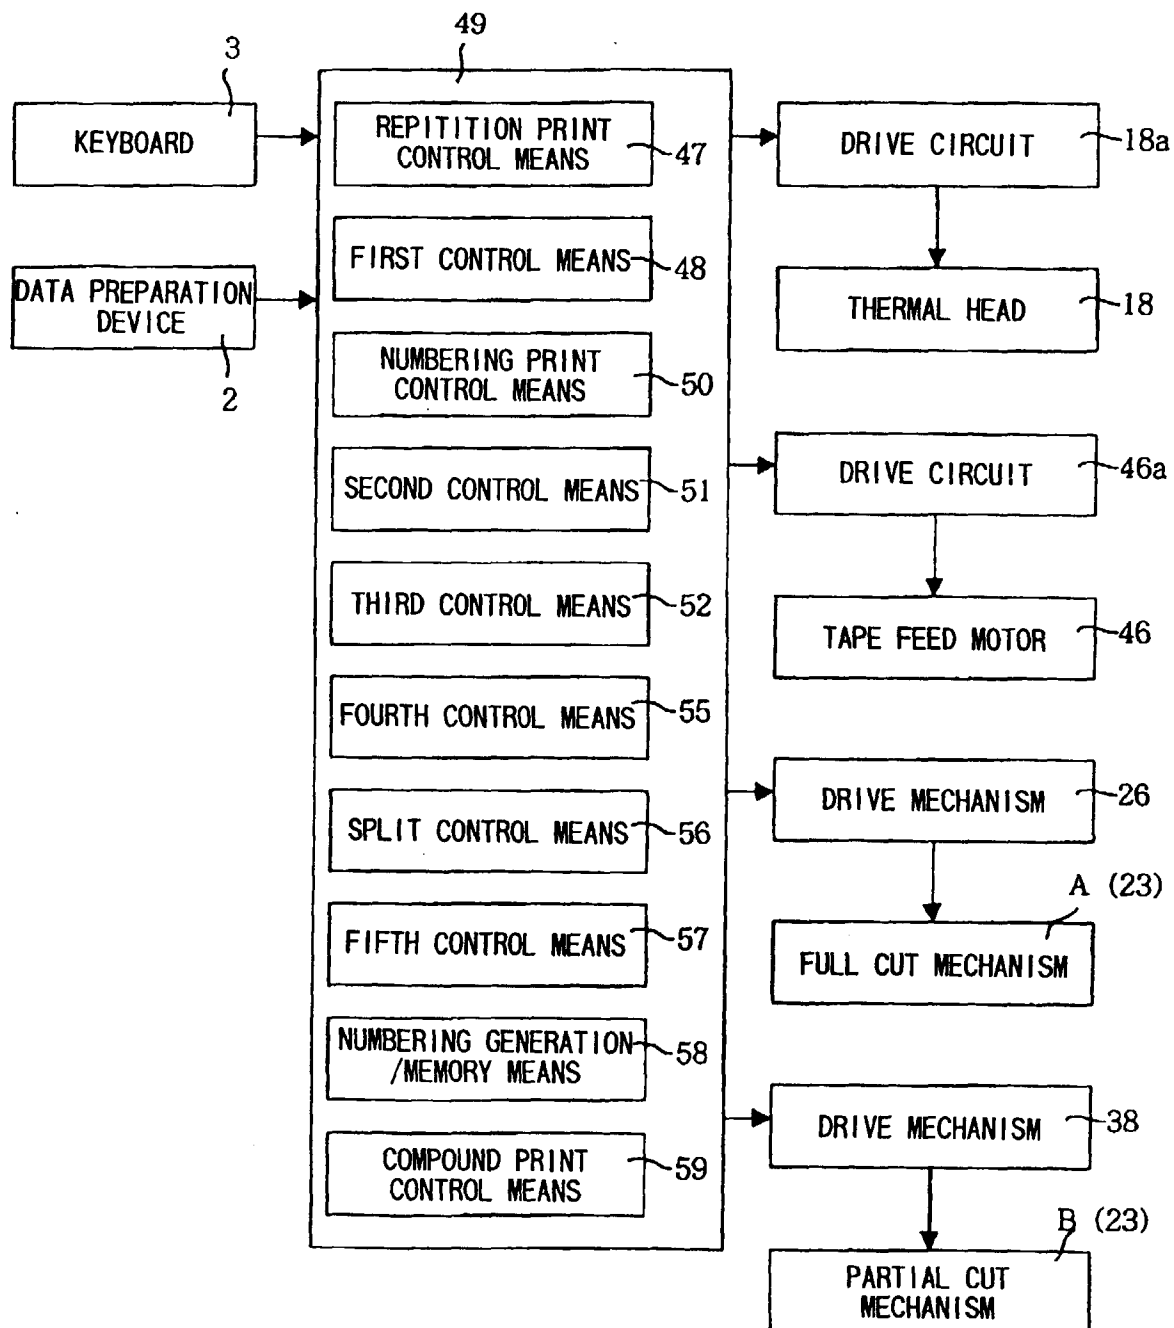 49
3
KEYBOARD
DATA PREPARATION
DEVICE
2
REPITITION PRINT
CONTROL MEANS
47
FIRST CONTROL MEANS
48
NUMBERING PRINT
CONTROL MEANS
50
SECOND CONTROL MEANS
51
THIRD CONTROL MEANS
52
FOURTH CONTROL MEANS
55
SPLIT CONTROL MEANS
56
FIFTH CONTROL MEANS
57
NUMBERING GENERATION
/MEMORY MEANS
58
COMPOUND PRINT
CONTROL MEANS
59
DRIVE CIRCUIT
18a
THERMAL HEAD
18
DRIVE CIRCUIT
46a
TAPE FEED MOTOR
46
DRIVE MECHANISM
26
A (23)
FULL CUT MECHANISM
DRIVE MECHANISM
38
B (23)
PARTIAL CUT
MECHANISM